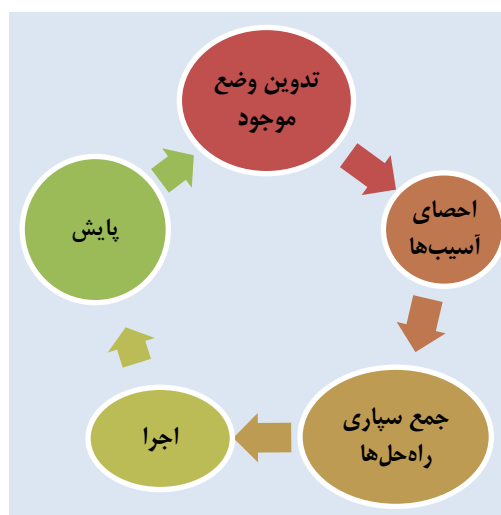 تدوین وضع
موجود
احصای
آسیب‌ها
جمع سپاری
راه‌حل‌ها
اجرا
پایش